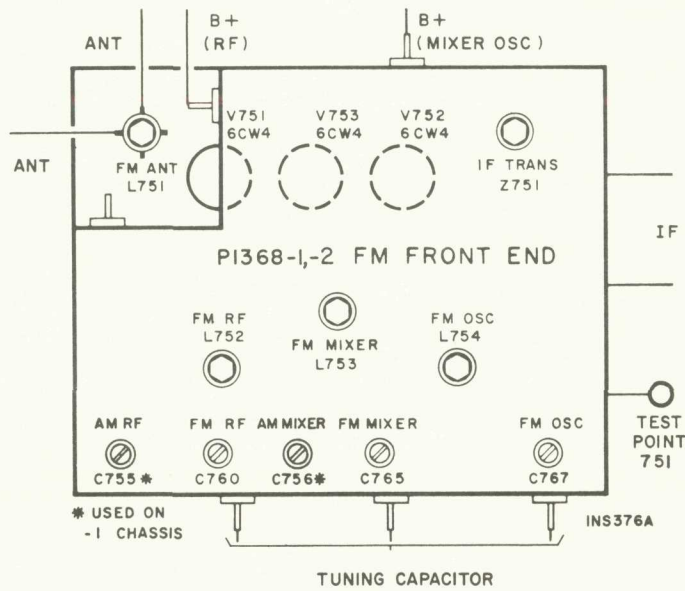 B+
(RF)
B+
(MIXER OSC)
ANT
ANT
FM ANT
L751
V751
6CW4
V753
6CW4
V752
6CW4
IF TRANS
Z751
IF
P1368-1,-2 FM FRONT END
FM RF
L752
FM MIXER
L753
FM OSC
L754
AM RF
C755*
FM RF
C760
AM MIXER
C756*
FM MIXER
C765
FM OSC
C767
TEST
POINT
751
* USED ON
-1 CHASSIS
INS376A
TUNING CAPACITOR